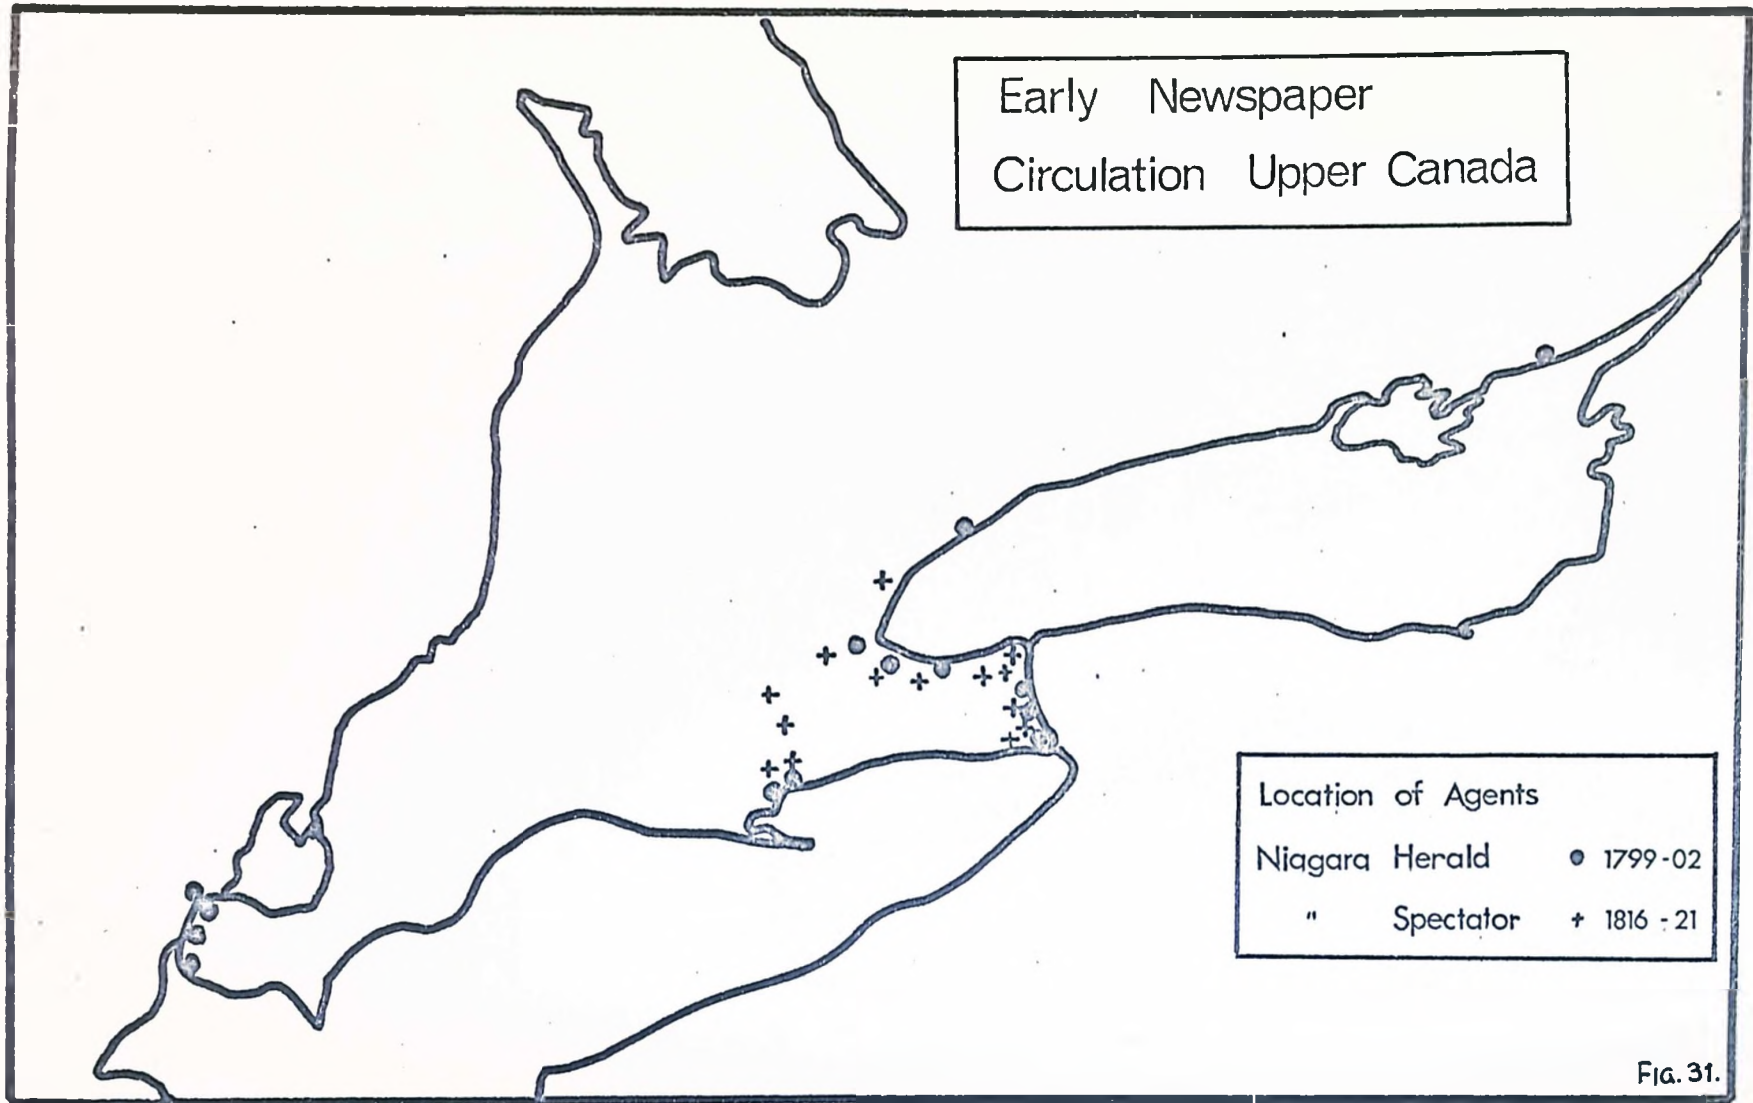 Early Newspaper
Circulation Upper Canada
Location of Agents
Niagara Herald 1799-02
" Spectator + 1816-21
Fig. 31.